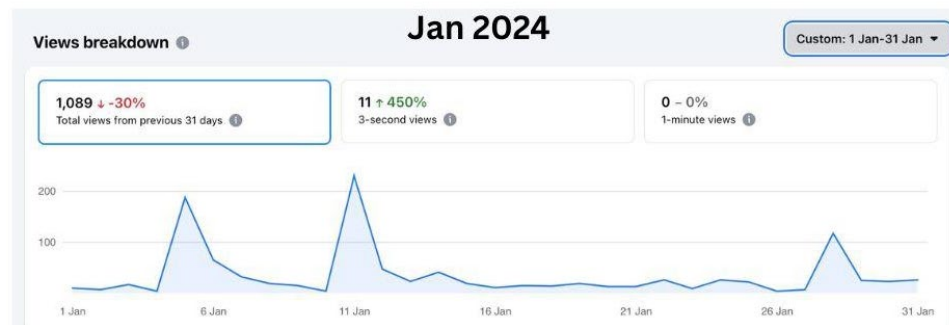 Jan 2024
Views breakdown
Custom: 1 Jan-31 Jan
1,089 ↓ -30%
Total views from previous 31 days
11 ↑ 450%
3-second views
0 – 0%
1-minute views
200
100
1 Jan 6 Jan 11 Jan 16 Jan 21 Jan 26 Jan 31 Jan